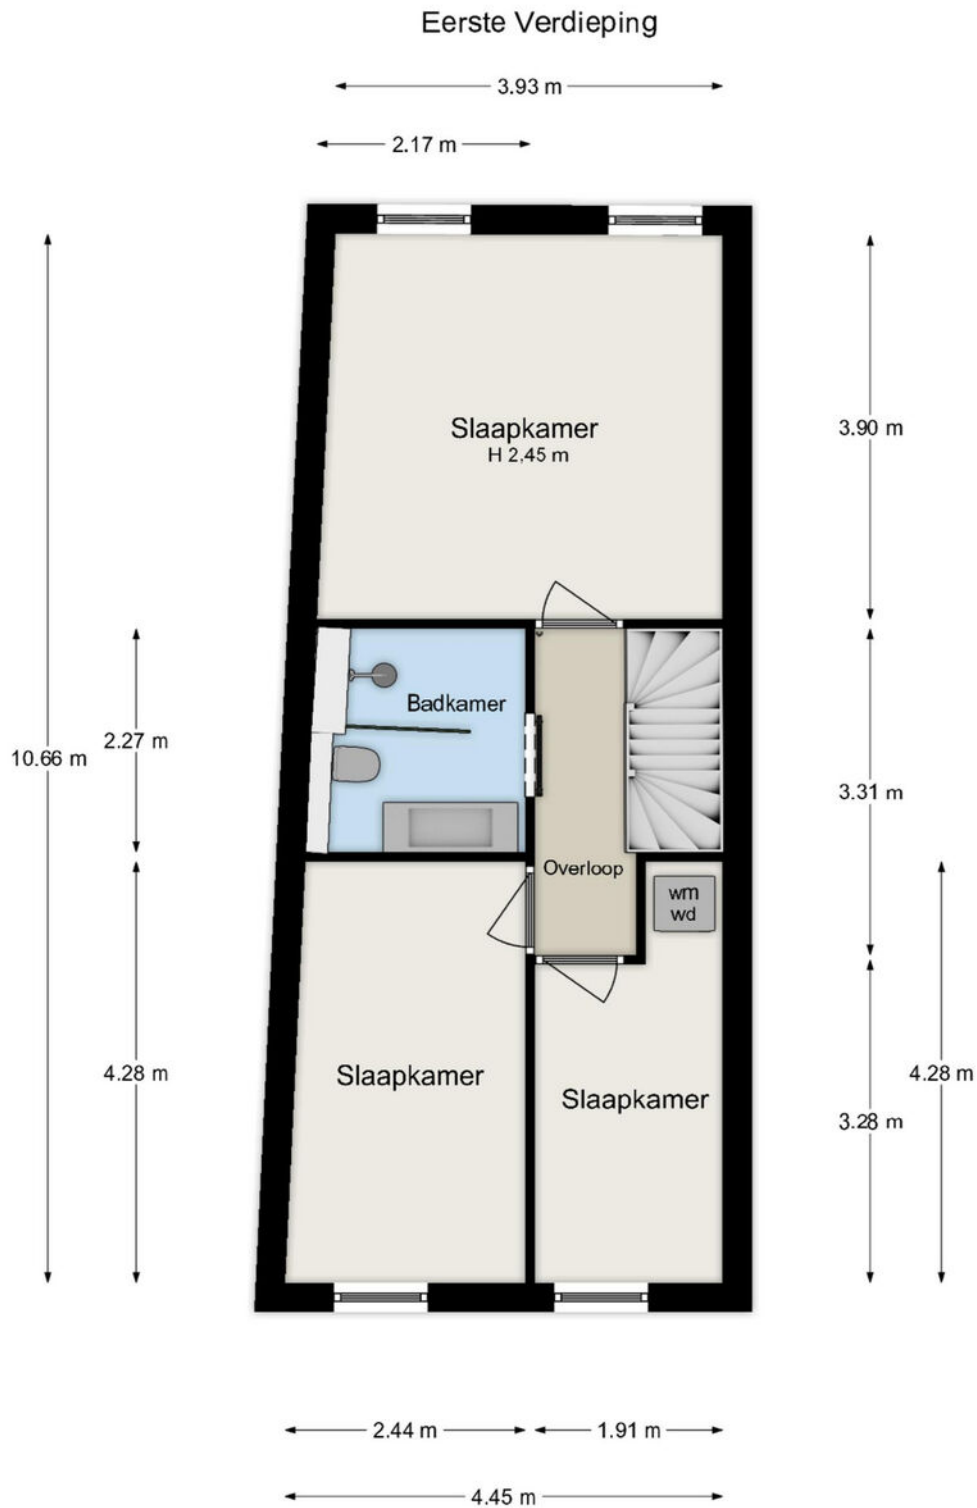 Eerste Verdieping
3.93 m
2.17 m
Slaapkamer
H 2,45 m
3.90 m
Badkamer
2.27 m
10.66 m
3.31 m
Overloop
wm
wd
Slaapkamer
4.28 m
4.28 m
Slaapkamer
3.28 m
2.44 m
1.91 m
4.45 m